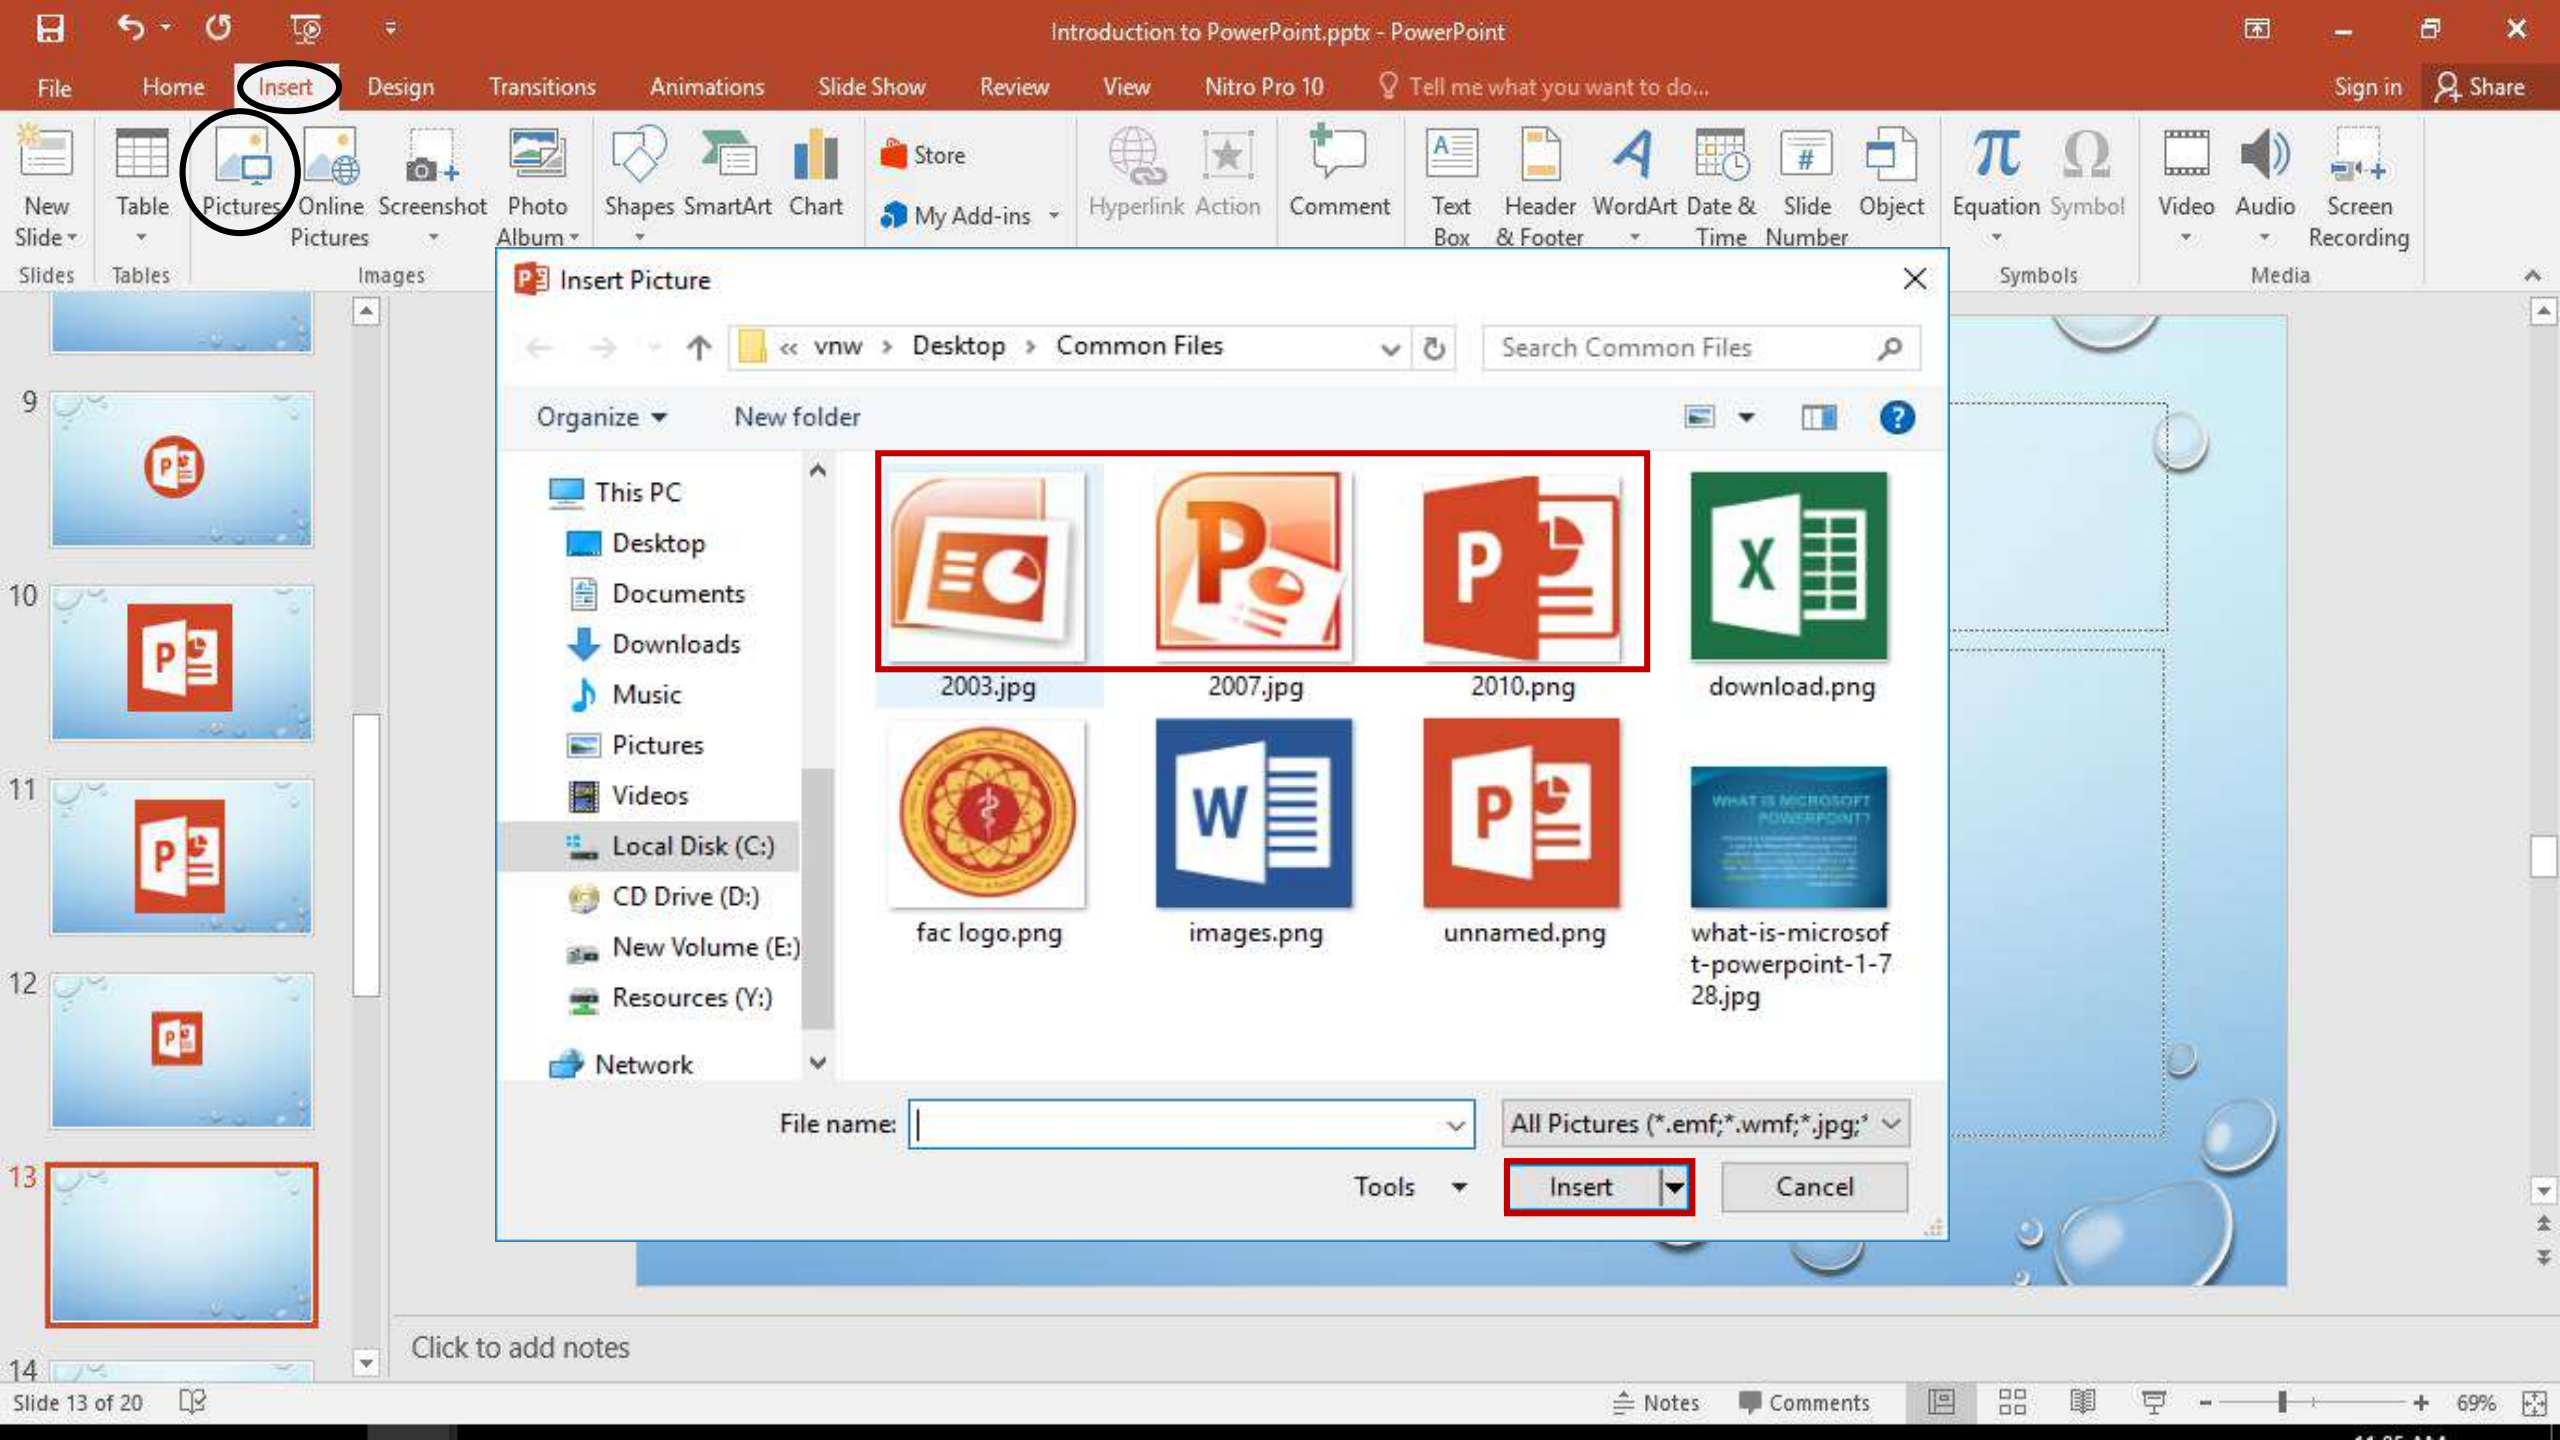 Introduction to PowerPoint.pptx - PowerPoint
File Home Insert Design Transitions Animations Slide Show Review View Nitro Pro 10 Tell me what you want to do... Sign in Share
New Slide
Table
Pictures
Online Pictures
Screenshot
Photo Album
Shapes
SmartArt
Chart
Store
My Add-ins
Hyperlink
Action
Comment
Text Box
Header & Footer
WordArt
Date & Time
Slide Number
Object
Equation
Symbol
Video
Audio
Screen Recording
Slides
Tables
Images
Symbols
Media
9
10
11
12
13
14
Insert Picture
« vnw > Desktop > Common Files
Search Common Files
Organize
New folder
This PC
Desktop
Documents
Downloads
Music
Pictures
Videos
Local Disk (C:)
CD Drive (D:)
New Volume (E:)
Resources (Y:)
Network
2003.jpg
2007.jpg
2010.png
download.png
fac logo.png
images.png
unnamed.png
WHAT IS MICROSOFT
POWERPOINT?
what-is-microsof
t-powerpoint-1-7
28.jpg
File name:
All Pictures (*.emf;*.wmf;*.jpg;*
Tools
Insert
Cancel
Click to add notes
Slide 13 of 20
Notes
Comments
69%